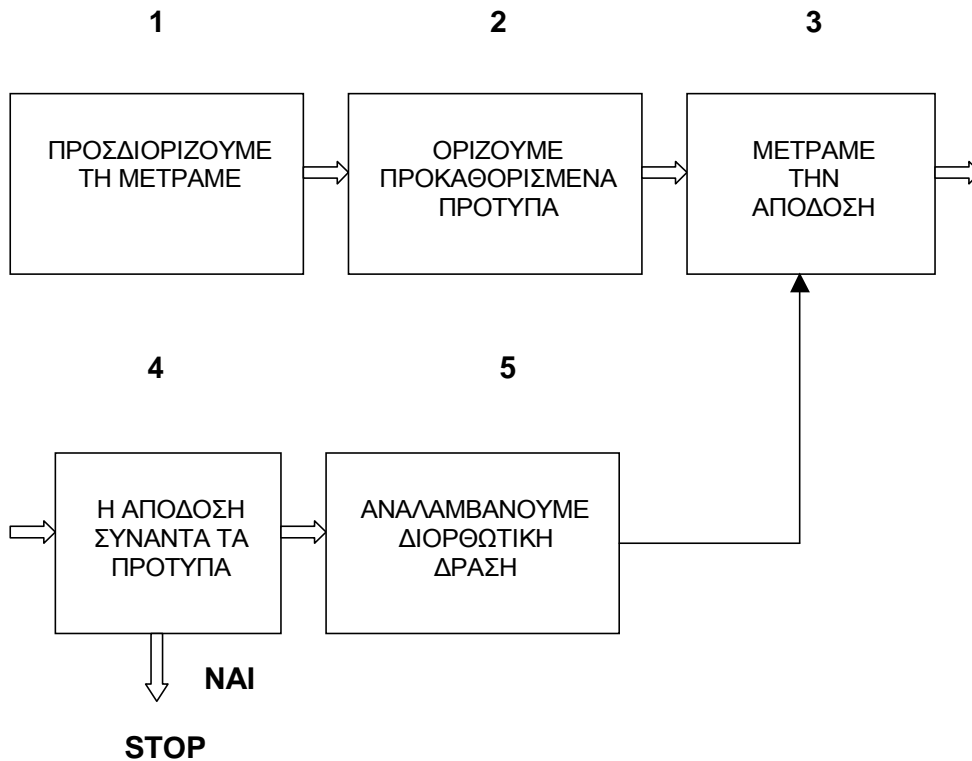 1
2
3
ΠΡΟΣΔΙΟΡΙΖΟΥΜΕ
ΤΗ ΜΕΤΡΑΜΕ
ΟΡΙΖΟΥΜΕ
ΠΡΟΚΑΘΟΡΙΣΜΕΝΑ
ΠΡΟΤΥΠΑ
ΜΕΤΡΑΜΕ
ΤΗΝ
ΑΠΟΔΟΣΗ
4
5
Η ΑΠΟΔΟΣΗ
ΣΥΝΑΝΤΑ ΤΑ
ΠΡΟΤΥΠΑ
ΑΝΑΛΑΜΒΑΝΟΥΜΕ
ΔΙΟΡΘΩΤΙΚΗ
ΔΡΑΣΗ
ΝΑΙ
STOP